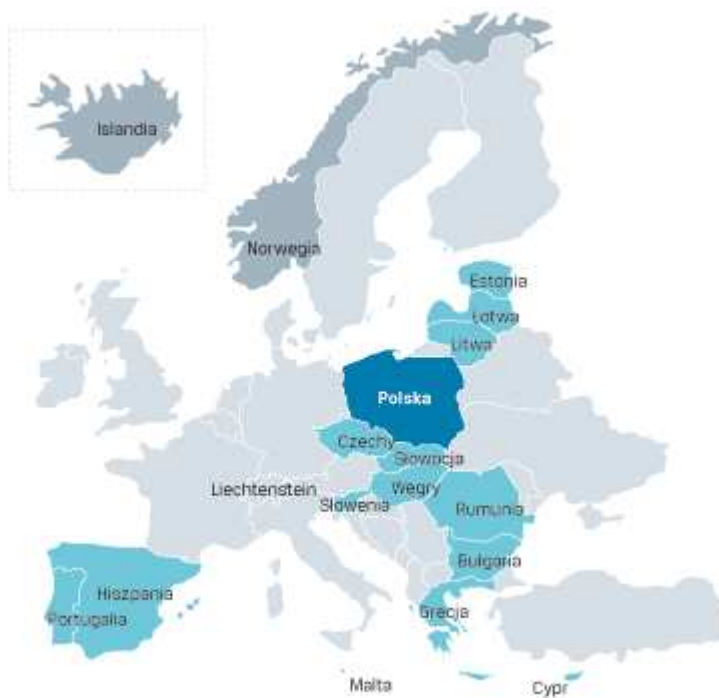 Islandia
Norwegia
Estonia
Łotwa
Litwa
Polska
Czechy
Słowacja
Liechtenstein
Węgry
Słowenia
Rumunia
Bułgaria
Hiszpania
Portugalia
Grecja
Malta
Cypr